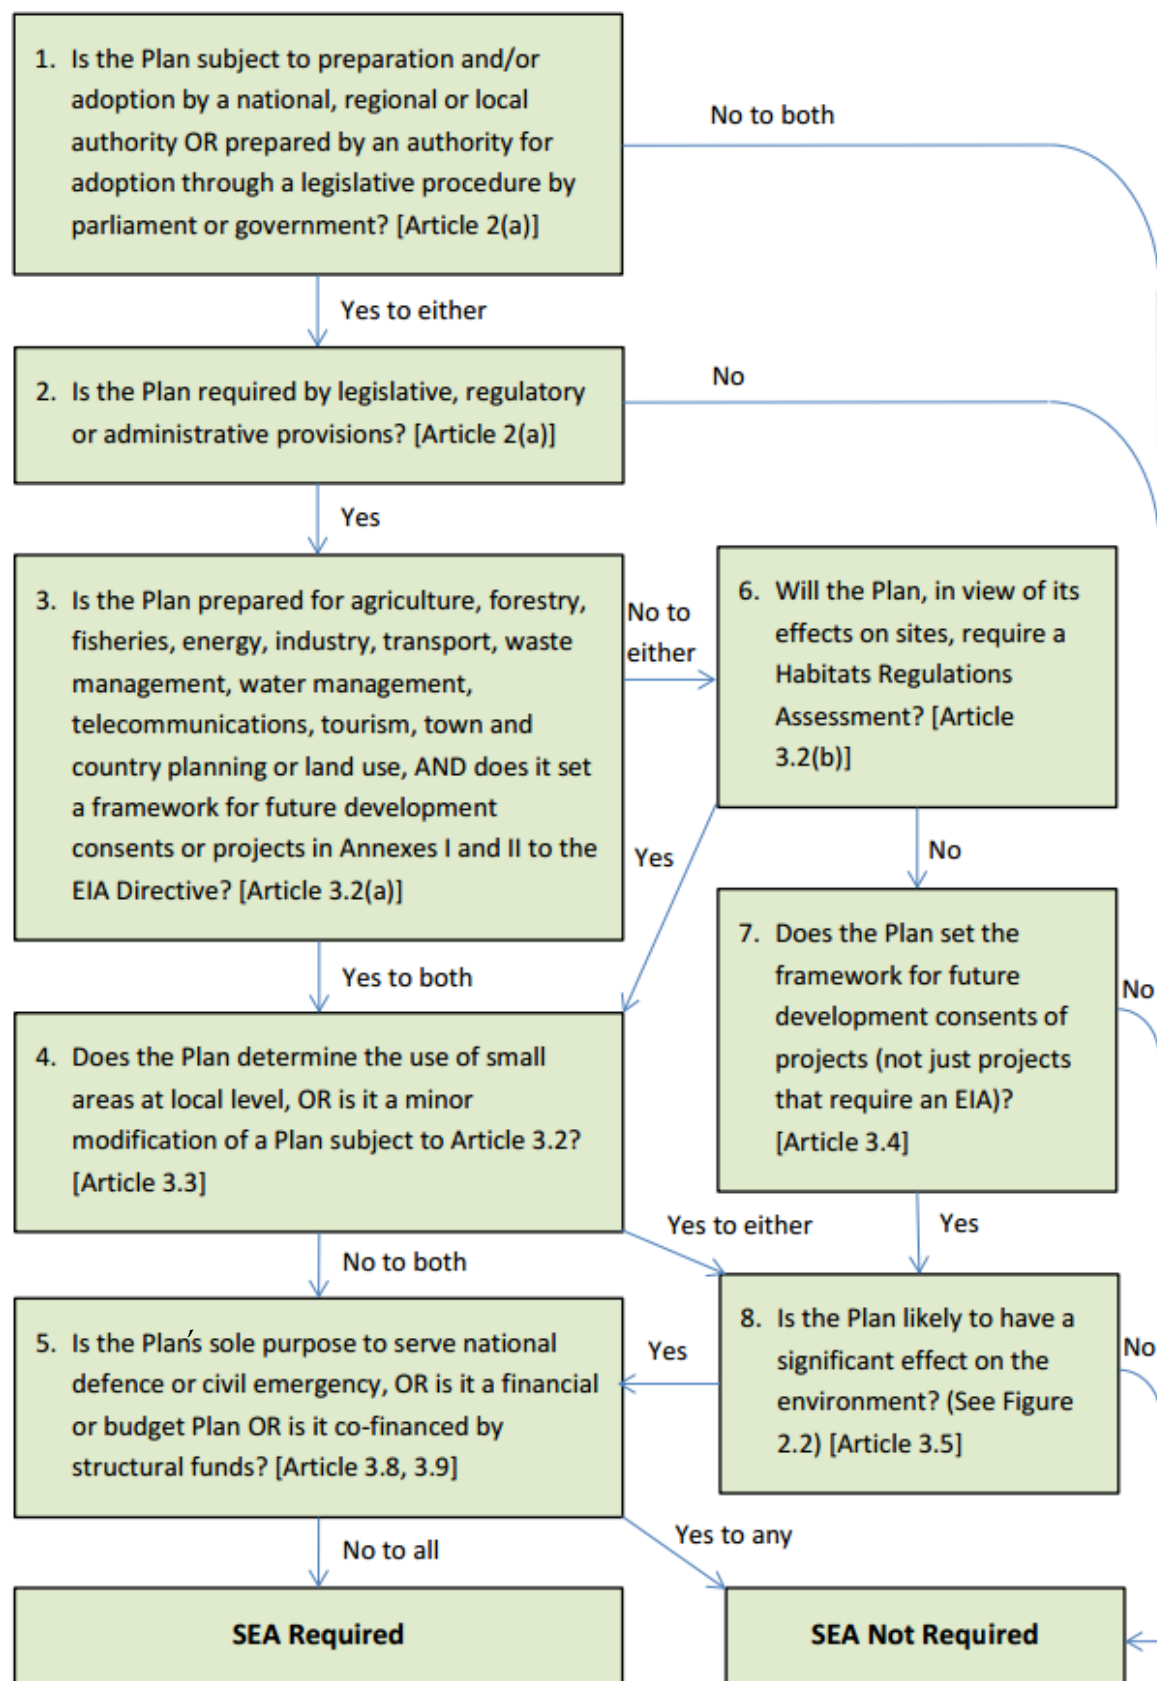 1. Is the Plan subject to preparation and/or
adoption by a national, regional or local
authority OR prepared by an authority for
adoption through a legislative procedure by
parliament or government? [Article 2(a)]
No to both
Yes to either
2. Is the Plan required by legislative, regulatory
or administrative provisions? [Article 2(a)]
No
Yes
3. Is the Plan prepared for agriculture, forestry,
fisheries, energy, industry, transport, waste
management, water management,
telecommunications, tourism, town and
country planning or land use, AND does it set
a framework for future development
consents or projects in Annexes I and II to the
EIA Directive? [Article 3.2(a)]
No to
either
6. Will the Plan, in view of its
effects on sites, require a
Habitats Regulations
Assessment? [Article
3.2(b)]
Yes
No
Yes to both
7. Does the Plan set the
framework for future
development consents of
projects (not just projects
that require an EIA)?
[Article 3.4]
No
4. Does the Plan determine the use of small
areas at local level, OR is it a minor
modification of a Plan subject to Article 3.2?
[Article 3.3]
Yes to either
Yes
No to both
5. Is the Plan's sole purpose to serve national
defence or civil emergency, OR is it a financial
or budget Plan OR is it co-financed by
structural funds? [Article 3.8, 3.9]
Yes
8. Is the Plan likely to have a
significant effect on the
environment? (See Figure
2.2) [Article 3.5]
No
No to all
Yes to any
SEA Required
SEA Not Required